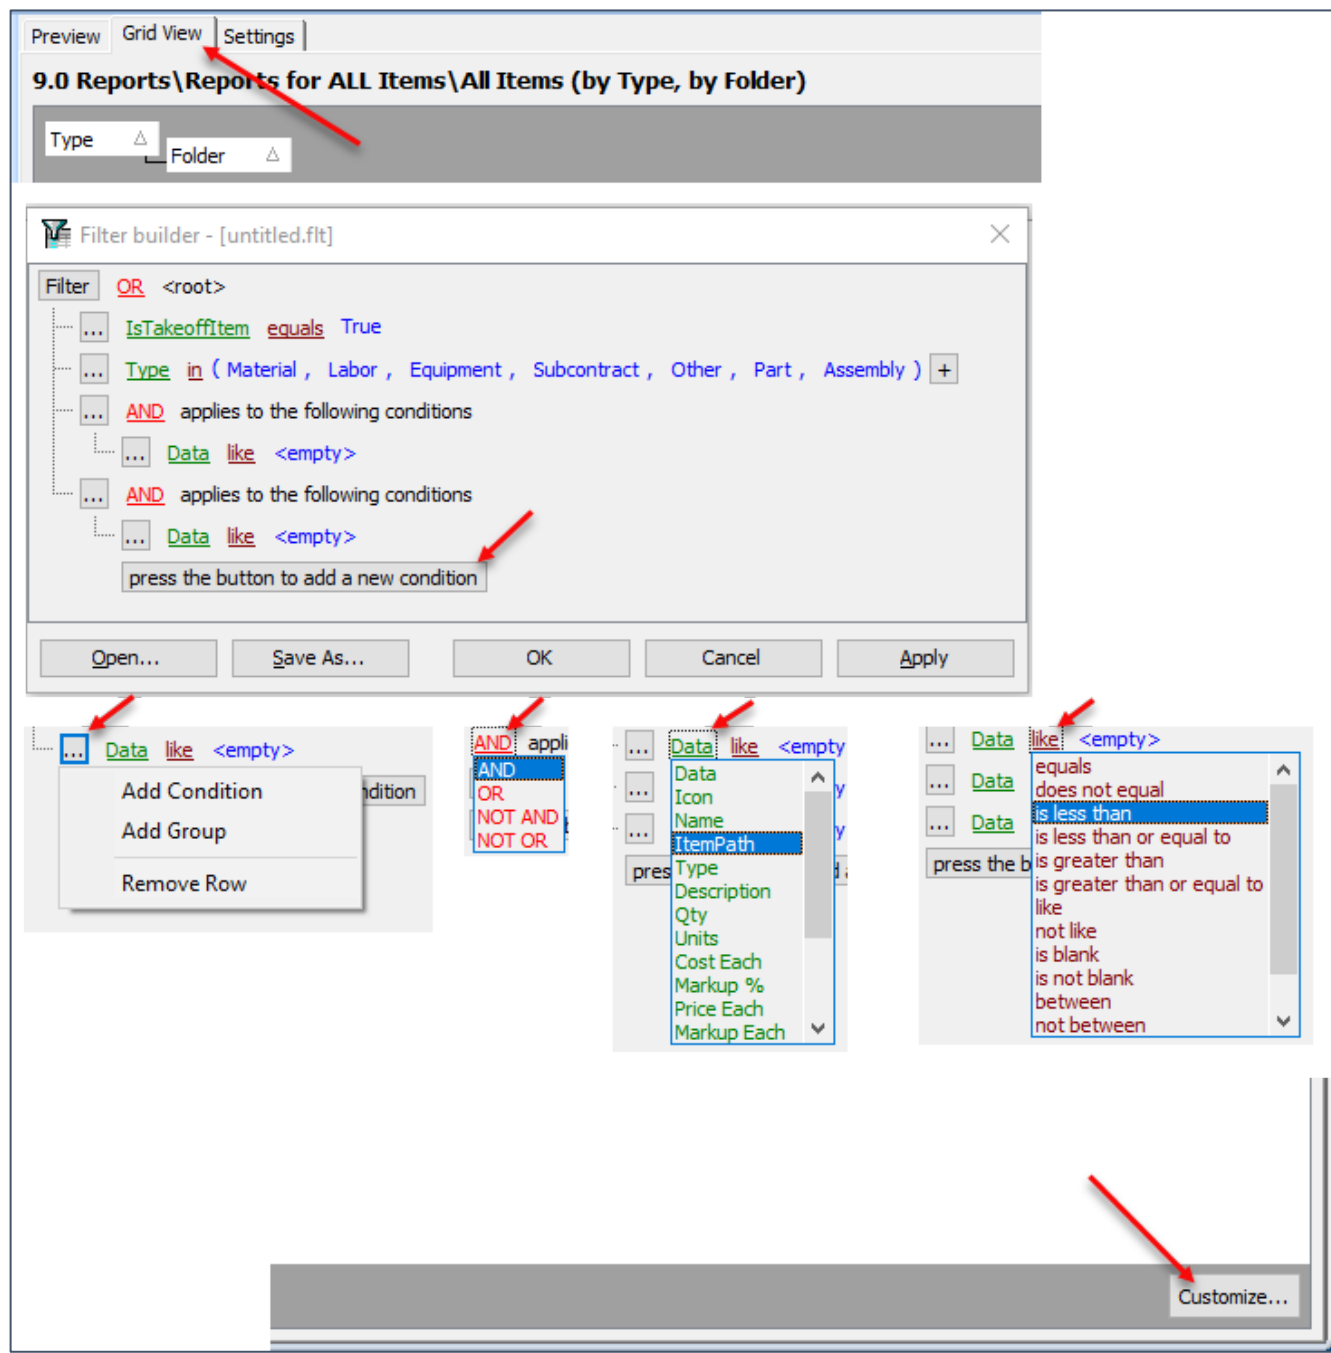 Preview Grid View Settings
9.0 Reports\Reports for ALL Items\All Items (by Type, by Folder)
Type
Folder
Filter builder - [untitled.flt]
Filter OR <root>
... IsTakeoffItem equals True
... Type in ( Material , Labor , Equipment , Subcontract , Other , Part , Assembly ) +
... AND applies to the following conditions
... Data like <empty>
... AND applies to the following conditions
... Data like <empty>
press the button to add a new condition
Open... Save As... OK Cancel Apply
... Data like <empty>
Add Condition
Add Group
Remove Row
ndition
AND appli
AND
OR
NOT AND
NOT OR
... Data like <empty
...
...
pres
Data
Icon
Name
ItemPath
Type
Description
Qty
Units
Cost Each
Markup %
Price Each
Markup Each
... Data like <empty>
... Data
... Data
press the b
equals
does not equal
is less than
is less than or equal to
is greater than
is greater than or equal to
like
not like
is blank
is not blank
between
not between
Customize...